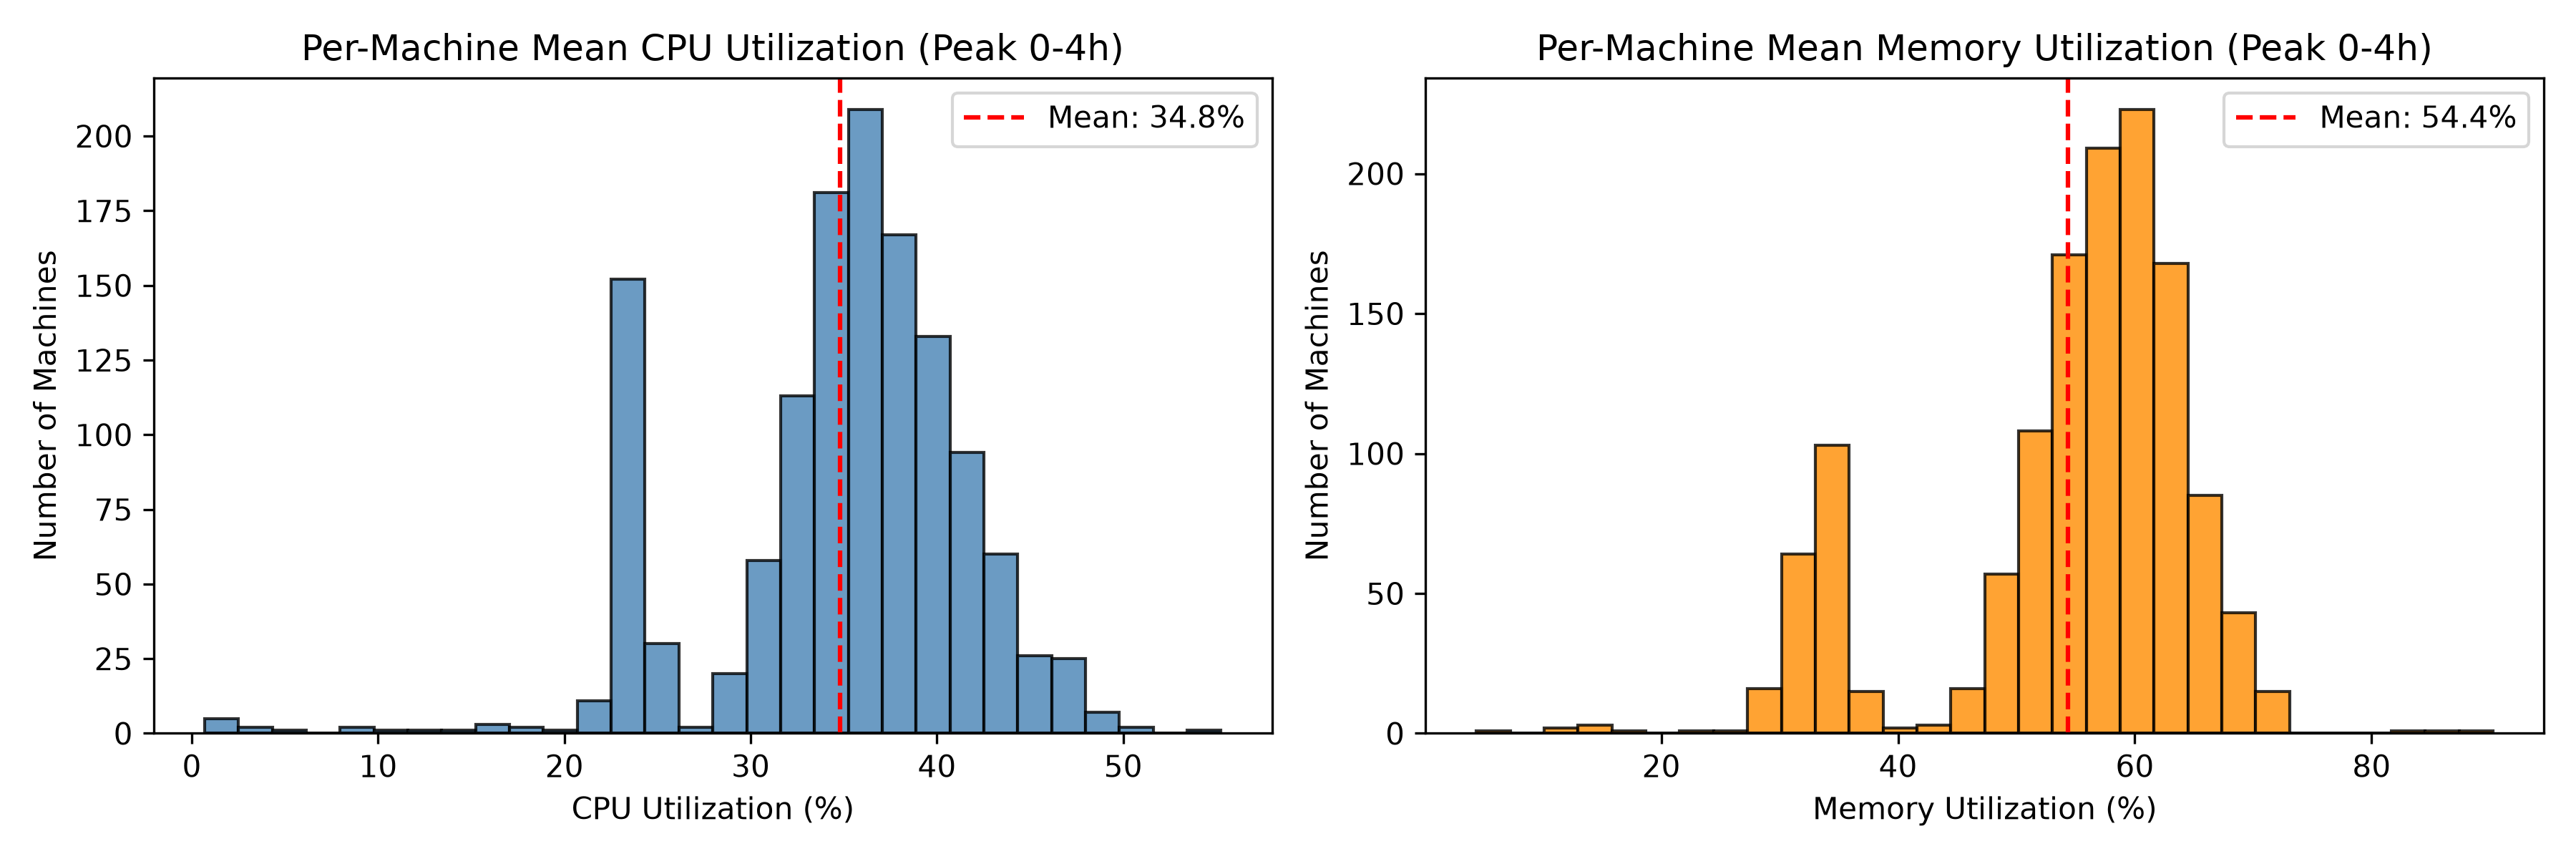 Per-Machine Mean CPU Utilization (Peak 0-4h)
Mean: 34.8%
Number of Machines
200
175
150
125
100
75
50
25
0
0 10 20 30 40 50
CPU Utilization (%)
Per-Machine Mean Memory Utilization (Peak 0-4h)
Mean: 54.4%
Number of Machines
200
150
100
50
0
20 40 60 80
Memory Utilization (%)